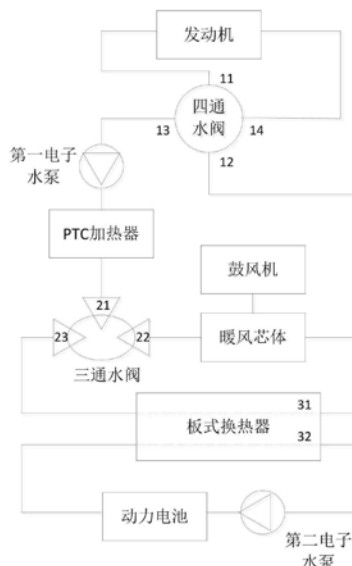 发动机
11
四通
水阀
13
14
12
第一电子
水泵
PTC加热器
鼓风机
21
23
22
暖风芯体
三通水阀
31
板式换热器
32
动力电池
第二电子
水泵